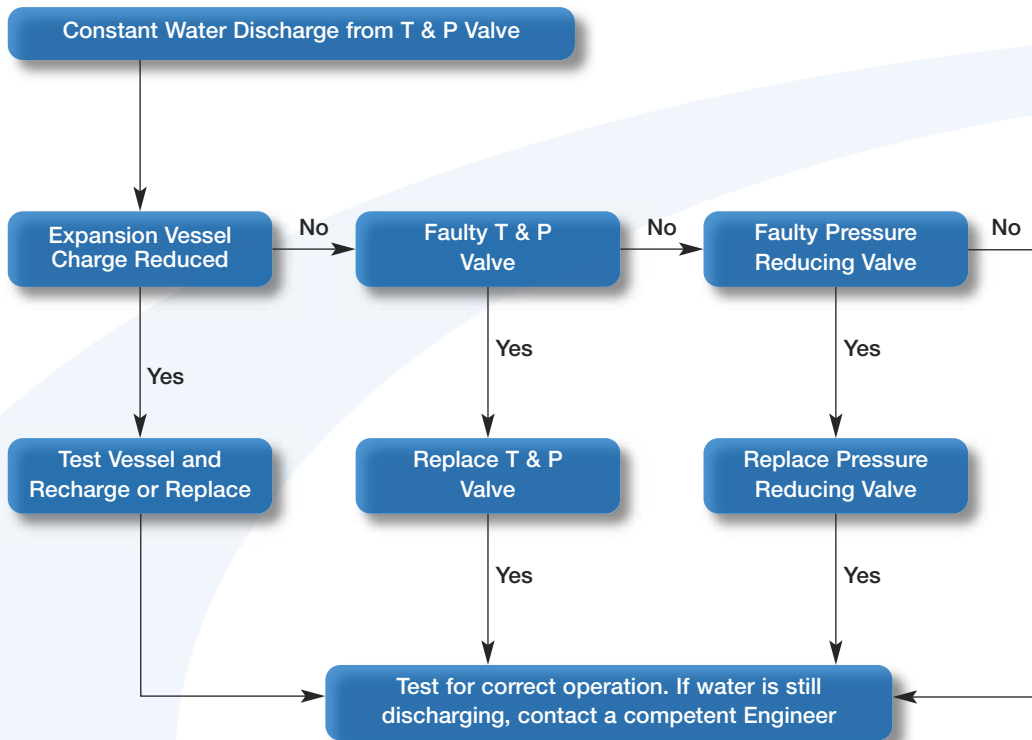 Constant Water Discharge from T & P Valve
Expansion Vessel
Charge Reduced
No
Faulty T & P
Valve
No
Faulty Pressure
Reducing Valve
No
Yes
Yes
Yes
Test Vessel and
Recharge or Replace
Replace T & P
Valve
Replace Pressure
Reducing Valve
Yes
Yes
Test for correct operation. If water is still
discharging, contact a competent Engineer